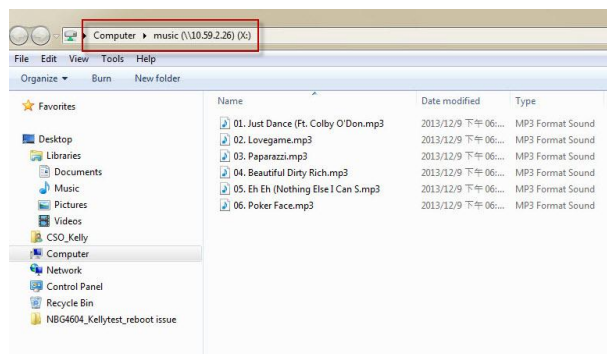 Computer ▸ music (\\10.59.2.26) (X:)
File Edit View Tools Help
Organize ▾ Burn New folder
Favorites
Desktop
Libraries
Documents
Music
Pictures
Videos
CSO_Kelly
Computer
Network
Control Panel
Recycle Bin
NBG4604_Kellytest_reboot issue
Name Date modified Type
01. Just Dance (Ft. Colby O'Don.mp3 2013/12/9 下午 06:... MP3 Format Sound
02. Lovegame.mp3 2013/12/9 下午 06:... MP3 Format Sound
03. Paparazzi.mp3 2013/12/9 下午 06:... MP3 Format Sound
04. Beautiful Dirty Rich.mp3 2013/12/9 下午 06:... MP3 Format Sound
05. Eh Eh (Nothing Else I Can S.mp3 2013/12/9 下午 06:... MP3 Format Sound
06. Poker Face.mp3 2013/12/9 下午 06:... MP3 Format Sound